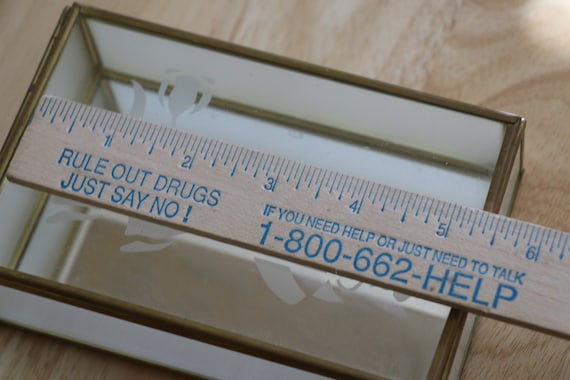 1 2 3 4 5 6
RULE OUT DRUGS
JUST SAY NO!
IF YOU NEED HELP OR JUST NEED TO TALK
1-800-662-HELP